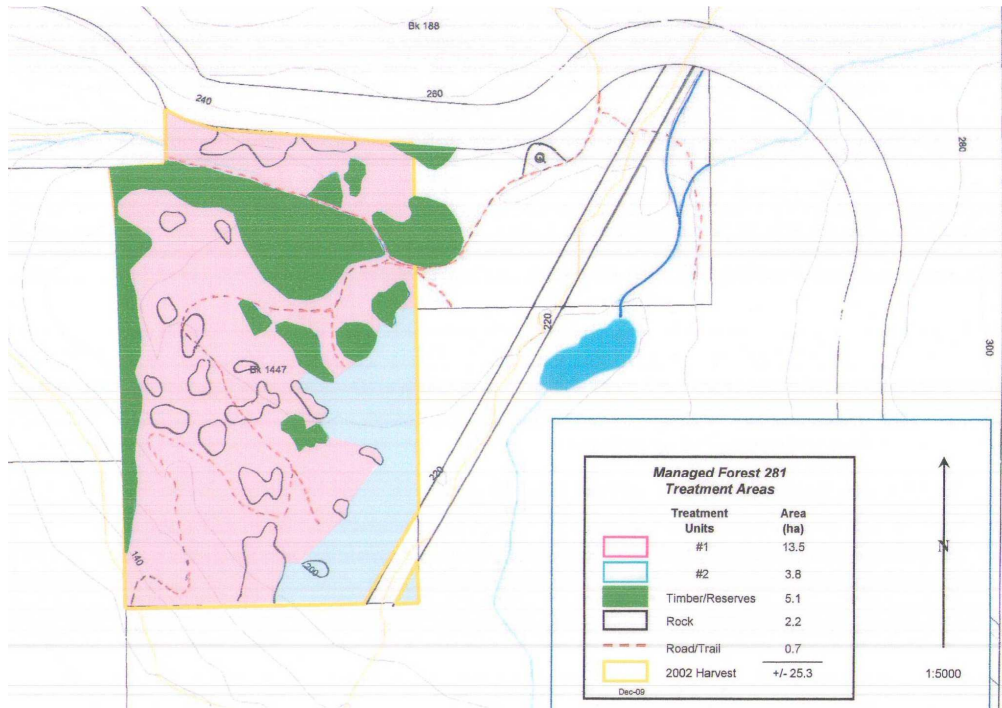 Bk 188
240
260
280
220
300
Bk 1447
220
200
140
Managed Forest 281
Treatment Areas
Treatment Units Area (ha)
#1 13.5
#2 3.8
Timber/Reserves 5.1
Rock 2.2
Road/Trail 0.7
2002 Harvest +/- 25.3
Dec-09
N
1:5000